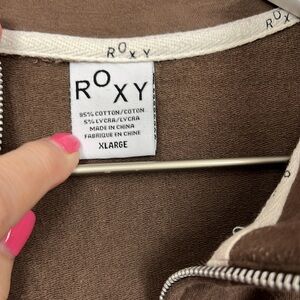 ROXY
ROXY
ROXY
95% COTTON/COTON
5% LYCRA/LYCRA
MADE IN CHINA
FABRIQUE EN CHINE
XLARGE